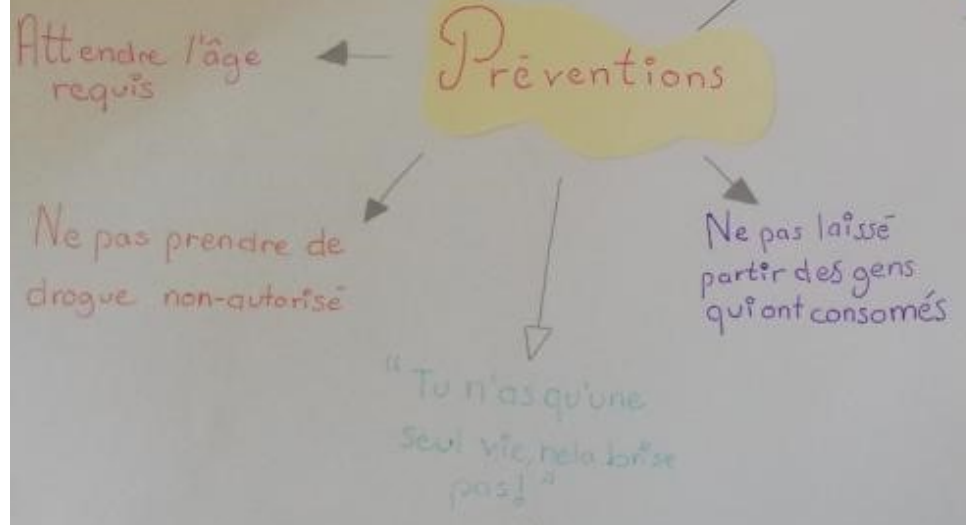 Préventions
Attendre l'âge
requis
Ne pas prendre de
drogue non-autorisé
"Tu n'as qu'une
seul vie, ne la brise
pas!"
Ne pas laissé
partir des gens
qui ont consomés